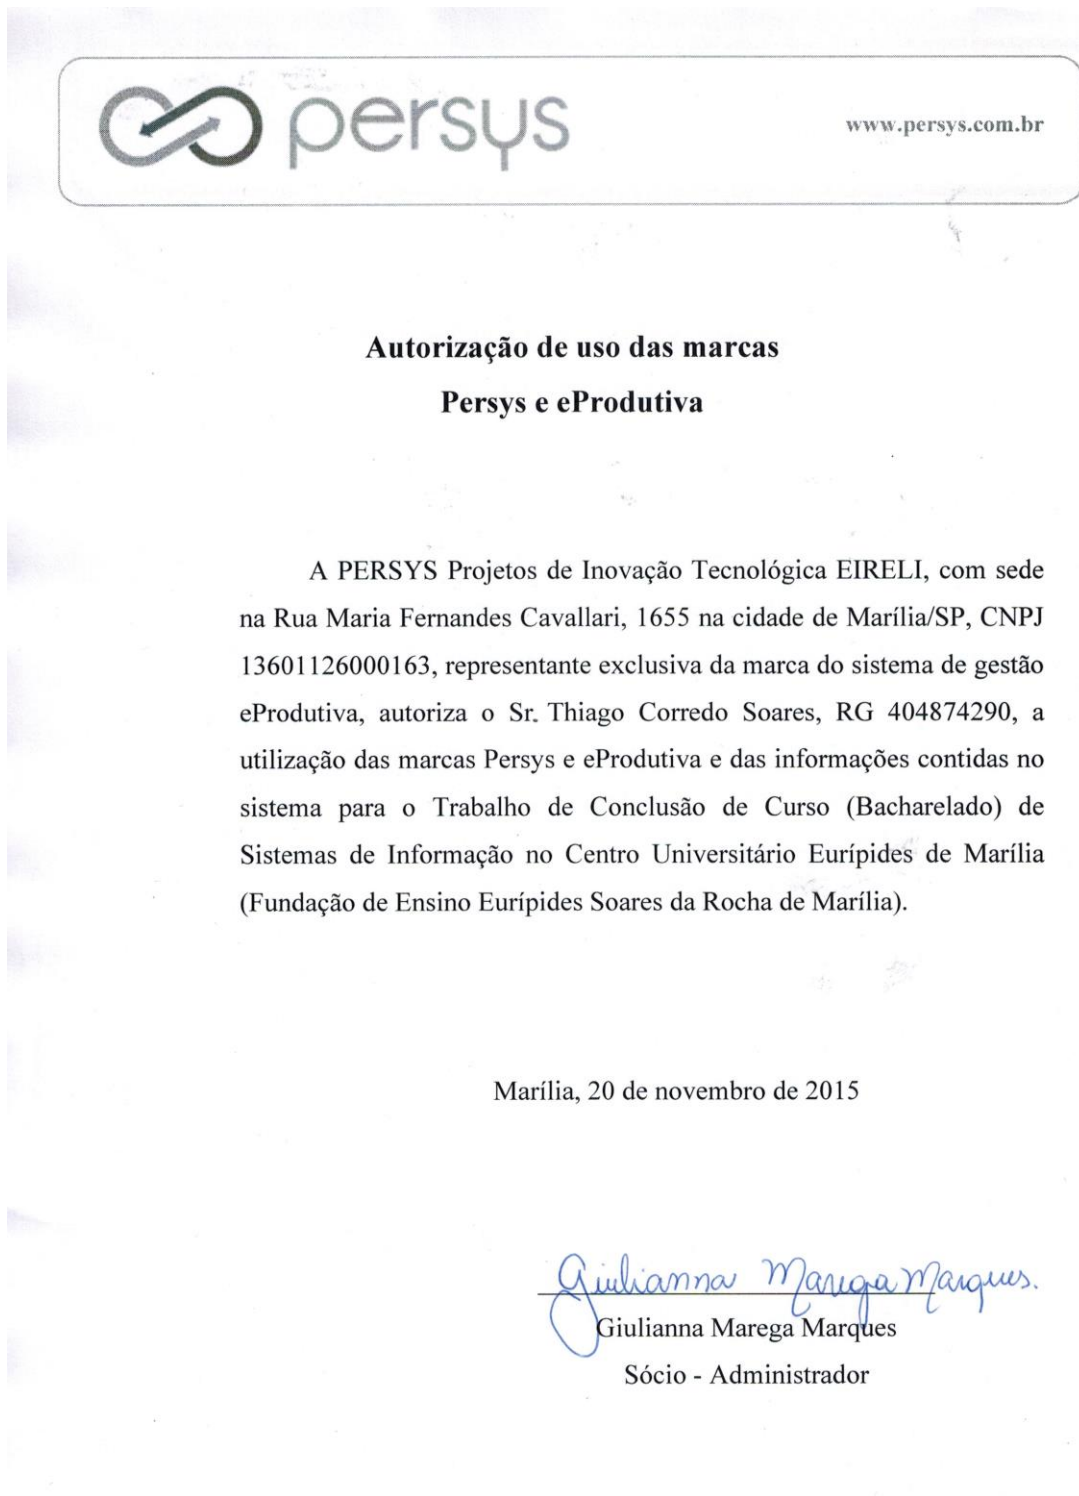 persys
www.persys.com.br
Autorização de uso das marcas
Persys e eProdutiva
A PERSYS Projetos de Inovação Tecnológica EIRELI, com sede
na Rua Maria Fernandes Cavallari, 1655 na cidade de Marília/SP, CNPJ
13601126000163, representante exclusiva da marca do sistema de gestão
eProdutiva, autoriza o Sr. Thiago Corredo Soares, RG 404874290, a
utilização das marcas Persys e eProdutiva e das informações contidas no
sistema para o Trabalho de Conclusão de Curso (Bacharelado) de
Sistemas de Informação no Centro Universitário Eurípides de Marília
(Fundação de Ensino Eurípides Soares da Rocha de Marília).
Marília, 20 de novembro de 2015
Giulianna Marega Marques.
Giulianna Marega Marques
Sócio - Administrador